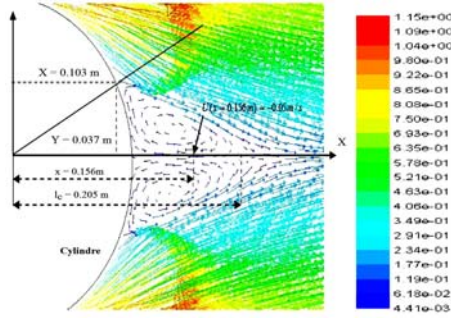 X = 0.103 m
U(x = 0.156m) = -0.06m / s
Y = 0.037 m
X
x = 0.156m
lc = 0.205 m
Cylindre
1.15e+00
1.09e+00
1.04e+00
9.80e-01
9.22e-01
8.65e-01
8.08e-01
7.50e-01
6.93e-01
6.35e-01
5.78e-01
5.21e-01
4.63e-01
4.06e-01
3.49e-01
2.91e-01
2.34e-01
1.77e-01
1.19e-01
6.18e-02
4.41e-03